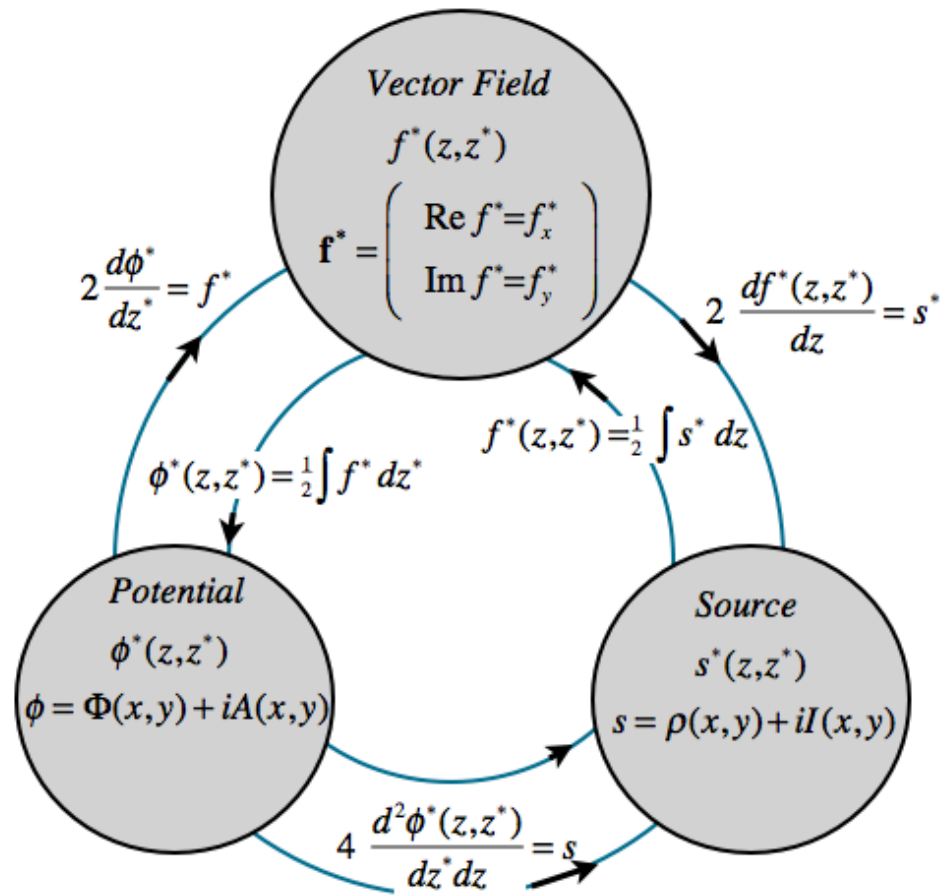 Vector Field
f*(z,z*)
f* = ( Re f*=f*ₓ
Im f*=f*_y )
2 dϕ*/dz* = f*
2 df*(z,z*)/dz = s*
f*(z,z*)=½∫s* dz
ϕ*(z,z*)=½∫f* dz*
Potential
ϕ*(z,z*)
ϕ = Φ(x,y)+iA(x,y)
Source
s*(z,z*)
s = ρ(x,y)+iI(x,y)
4 d²ϕ*(z,z*)/dz*dz = s